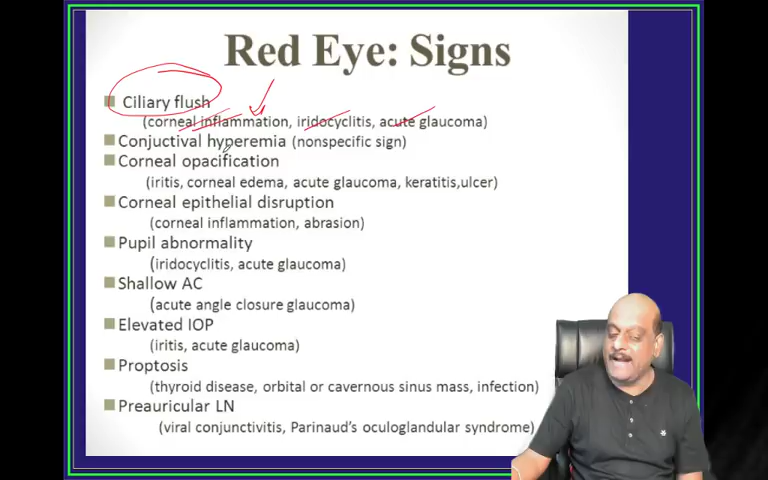 Red Eye: Signs
Ciliary flush
(corneal inflammation, iridocyclitis, acute glaucoma)
Conjuctival hyperemia (nonspecific sign)
Corneal opacification
(iritis, corneal edema, acute glaucoma, keratitis,ulcer)
Corneal epithelial disruption
(corneal inflammation, abrasion)
Pupil abnormality
(iridocyclitis, acute glaucoma)
Shallow AC
(acute angle closure glaucoma)
Elevated IOP
(iritis, acute glaucoma)
Proptosis
(thyroid disease, orbital or cavernous sinus mass, infection)
Preauricular LN
(viral conjunctivitis, Parinaud's oculoglandular syndrome)